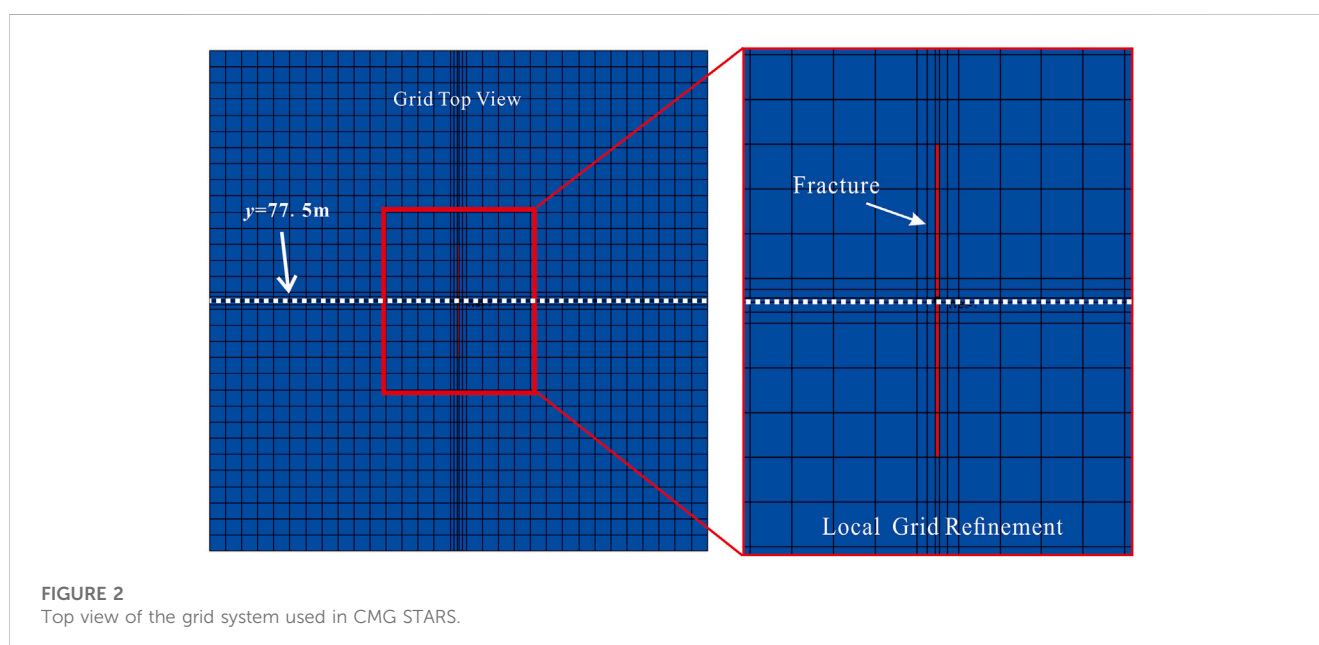 Grid Top View
y=77. 5m
Fracture
Local Grid Refinement
FIGURE 2
Top view of the grid system used in CMG STARS.